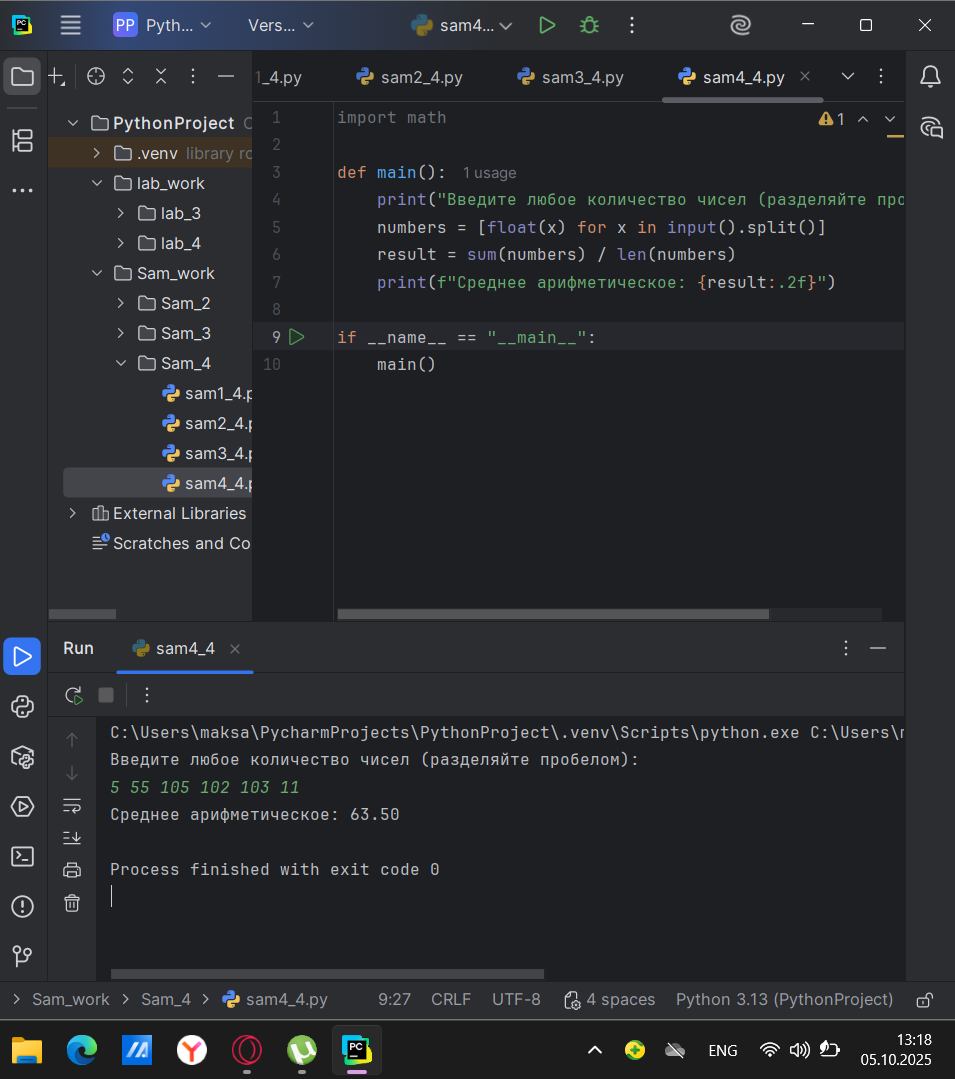 PP Pyth... Vers... sam4...
1_4.py sam2_4.py sam3_4.py sam4_4.py
PythonProject
.venv library ro
lab_work
lab_3
lab_4
Sam_work
Sam_2
Sam_3
Sam_4
sam1_4.p
sam2_4.p
sam3_4.p
sam4_4.p
External Libraries
Scratches and Co
1 import math
1
2
3 def main(): 1 usage
4 print("Введите любое количество чисел (разделяйте про
5 numbers = [float(x) for x in input().split()]
6 result = sum(numbers) / len(numbers)
7 print(f"Среднее арифметическое: {result:.2f}")
8
9 if __name__ == "__main__":
10 main()
Run sam4_4
C:\Users\maksa\PycharmProjects\PythonProject\.venv\Scripts\python.exe C:\Users\m
Введите любое количество чисел (разделяйте пробелом):
5 55 105 102 103 11
Среднее арифметическое: 63.50
Process finished with exit code 0
Sam_work Sam_4 sam4_4.py 9:27 CRLF UTF-8 4 spaces Python 3.13 (PythonProject)
PC
ENG
13:18
05.10.2025